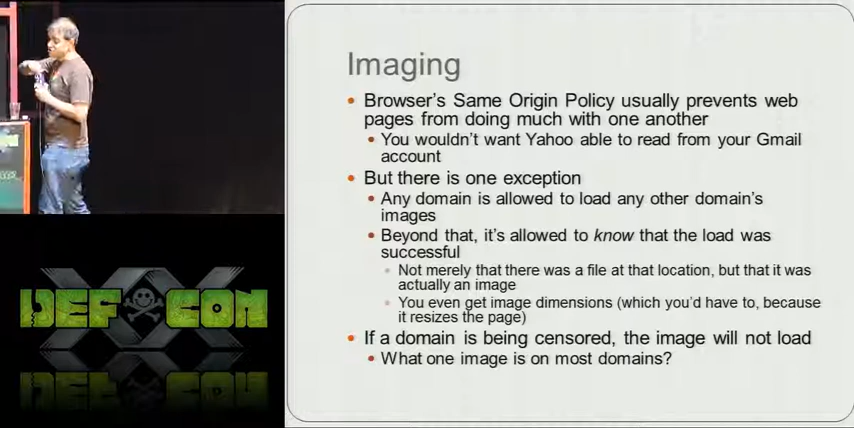 Imaging
Browser's Same Origin Policy usually prevents web
pages from doing much with one another
You wouldn't want Yahoo able to read from your Gmail
account
But there is one exception
Any domain is allowed to load any other domain's
images
Beyond that, it's allowed to know that the load was
successful
Not merely that there was a file at that location, but that it was
actually an image
You even get image dimensions (which you'd have to, because
it resizes the page)
If a domain is being censored, the image will not load
What one image is on most domains?
XX
DEF CON